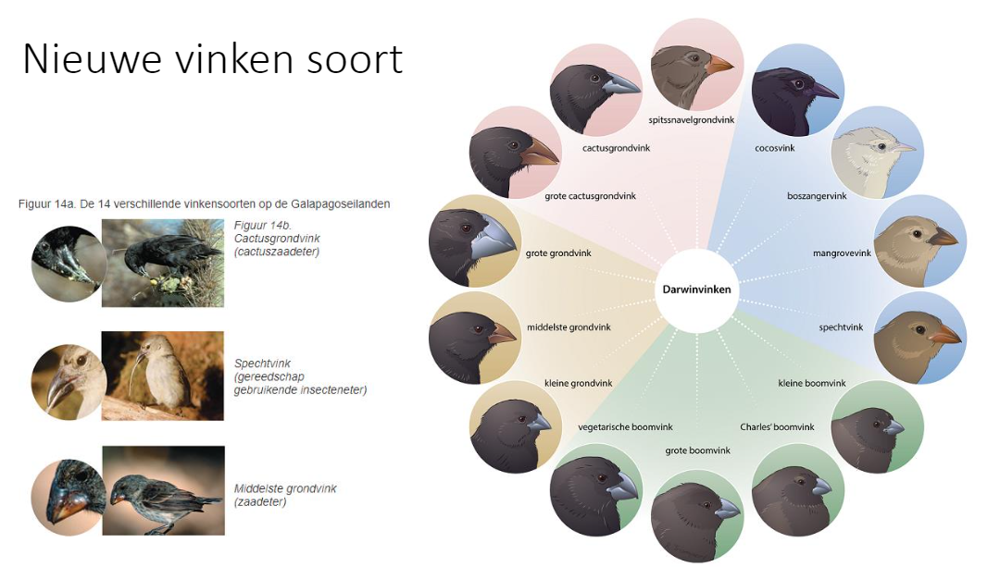 Nieuwe vinken soort
Figuur 14a. De 14 verschillende vinkensoorten op de Galapagoseilanden
Figuur 14b.
Cactusgrondvink
(cactuszaadeter)
Spechtvink
(gereedschap
gebruikende insecteneter)
Middelste grondvink
(zaadeter)
spitssnavelgrondvink
cactusgrondvink
cocosvink
grote cactusgrondvink
boszangervink
grote grondvink
mangrovevink
Darwinvinken
middelste grondvink
spechtvink
kleine grondvink
kleine boomvink
vegetarische boomvink
Charles' boomvink
grote boomvink